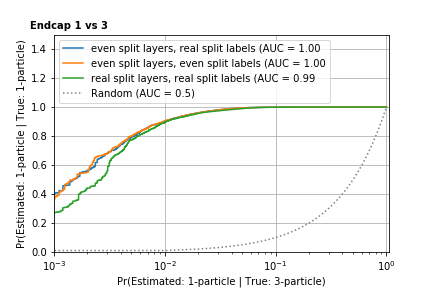 Endcap 1 vs 3
Pr(Estimated: 1-particle | True: 1-particle)
1.4
1.2
1.0
0.8
0.6
0.4
0.2
0.0
even split layers, real split labels (AUC = 1.00
even split layers, even split labels (AUC = 1.00
real split layers, real split labels (AUC = 0.99
Random (AUC = 0.5)
10⁻³ 10⁻² 10⁻¹ 10⁰
Pr(Estimated: 1-particle | True: 3-particle)